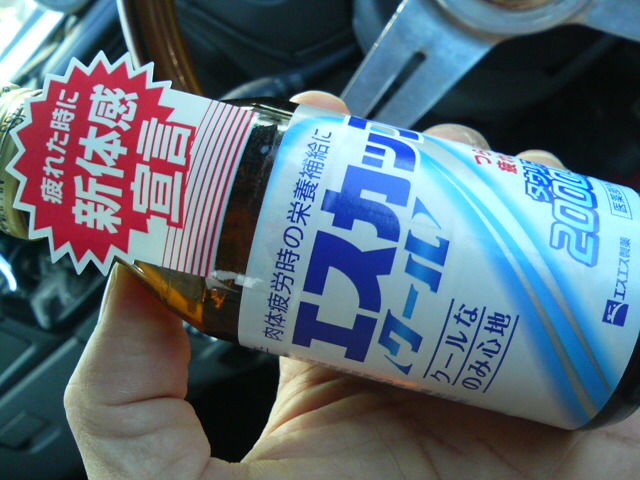 疲れた時に
新体感
宣言
肉体疲労時の栄養補給に
エスカップ
〈クール〉
クールな
のみ心地
2000
エスエス製薬